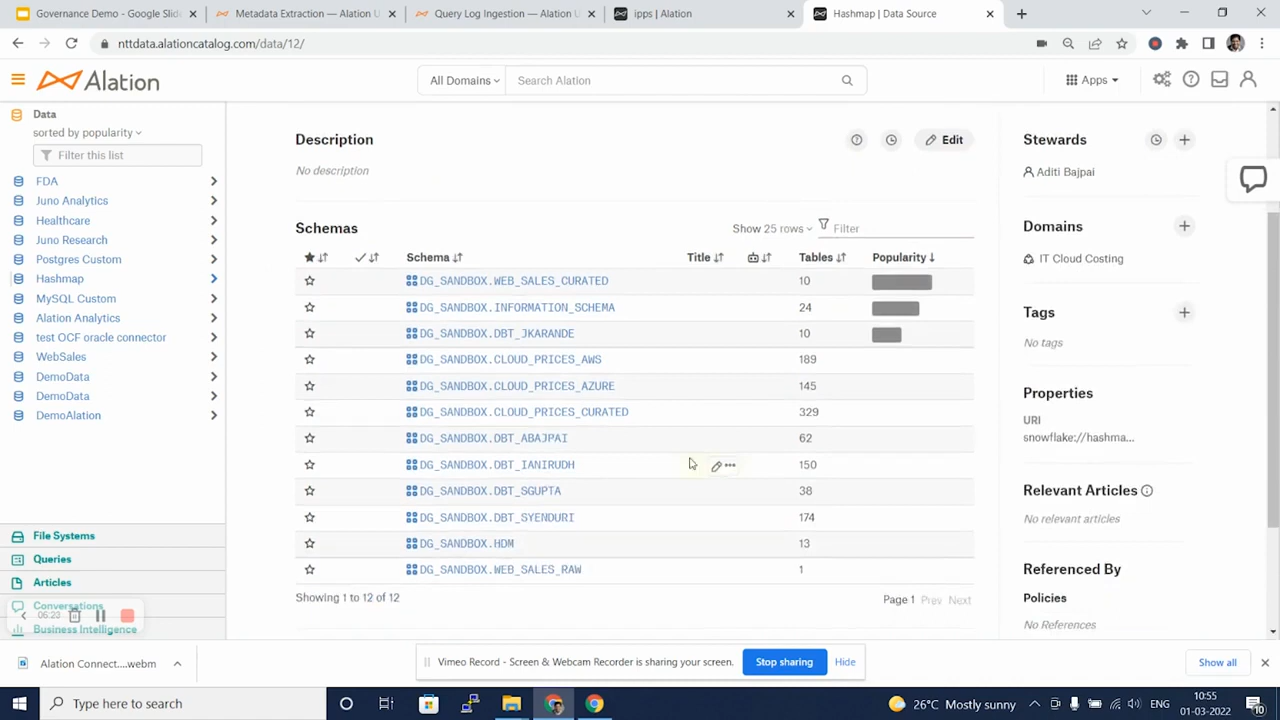 Governance Demo - Google Slid
Metadata Extraction — Alation U
Query Log Ingestion — Alation U
ipps | Alation
Hashmap | Data Source
nttdata.alationcatalog.com/data/12/
Alation
All Domains
Search Alation
Apps
Data
sorted by popularity
Filter this list
FDA
Juno Analytics
Healthcare
Juno Research
Postgres Custom
Hashmap
MySQL Custom
Alation Analytics
test OCF oracle connector
WebSales
DemoData
DemoData
DemoAlation
File Systems
Queries
Articles
Conversations
06:23
Business Intelligence
Description
Edit
No description
Schemas
Show 25 rows
Filter
Schema Title Tables Popularity
DG_SANDBOX.WEB_SALES_CURATED 10
DG_SANDBOX.INFORMATION_SCHEMA 24
DG_SANDBOX.DBT_JKARANDE 10
DG_SANDBOX.CLOUD_PRICES_AWS 189
DG_SANDBOX.CLOUD_PRICES_AZURE 145
DG_SANDBOX.CLOUD_PRICES_CURATED 329
DG_SANDBOX.DBT_ABAJPAI 62
DG_SANDBOX.DBT_IANIRUDH 150
DG_SANDBOX.DBT_SGUPTA 38
DG_SANDBOX.DBT_SYENDURI 174
DG_SANDBOX.HDM 13
DG_SANDBOX.WEB_SALES_RAW 1
Showing 1 to 12 of 12
Page 1 Prev Next
Stewards
Aditi Bajpai
Domains
IT Cloud Costing
Tags
No tags
Properties
URI
snowflake://hashma...
Relevant Articles
No relevant articles
Referenced By
Policies
No References
Alation Connect....webm
Vimeo Record - Screen & Webcam Recorder is sharing your screen.
Stop sharing
Hide
Show all
Type here to search
26°C Mostly sunny
ENG
10:55
01-03-2022
10